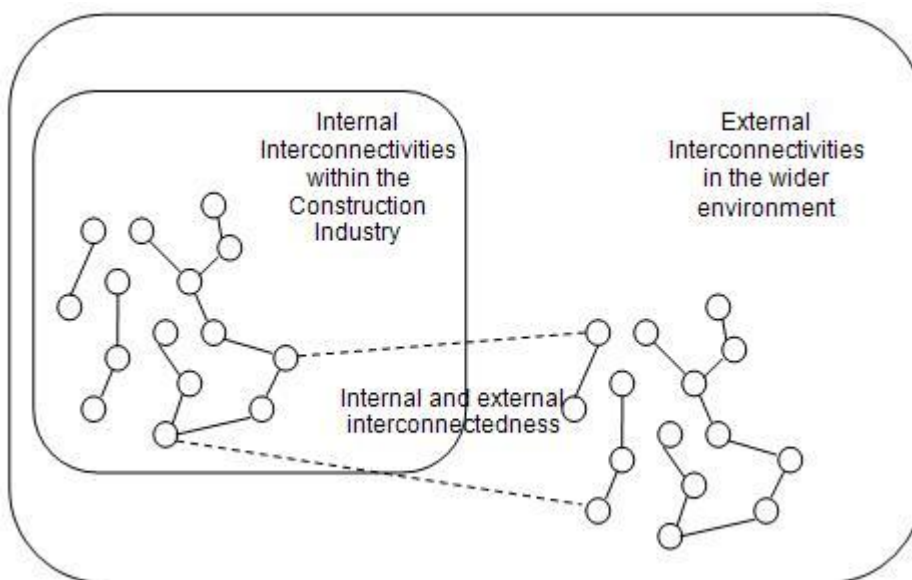 Internal
Interconnectivities
within the
Construction
Industry
External
Interconnectivities
in the wider
environment
Internal and external
interconnectedness